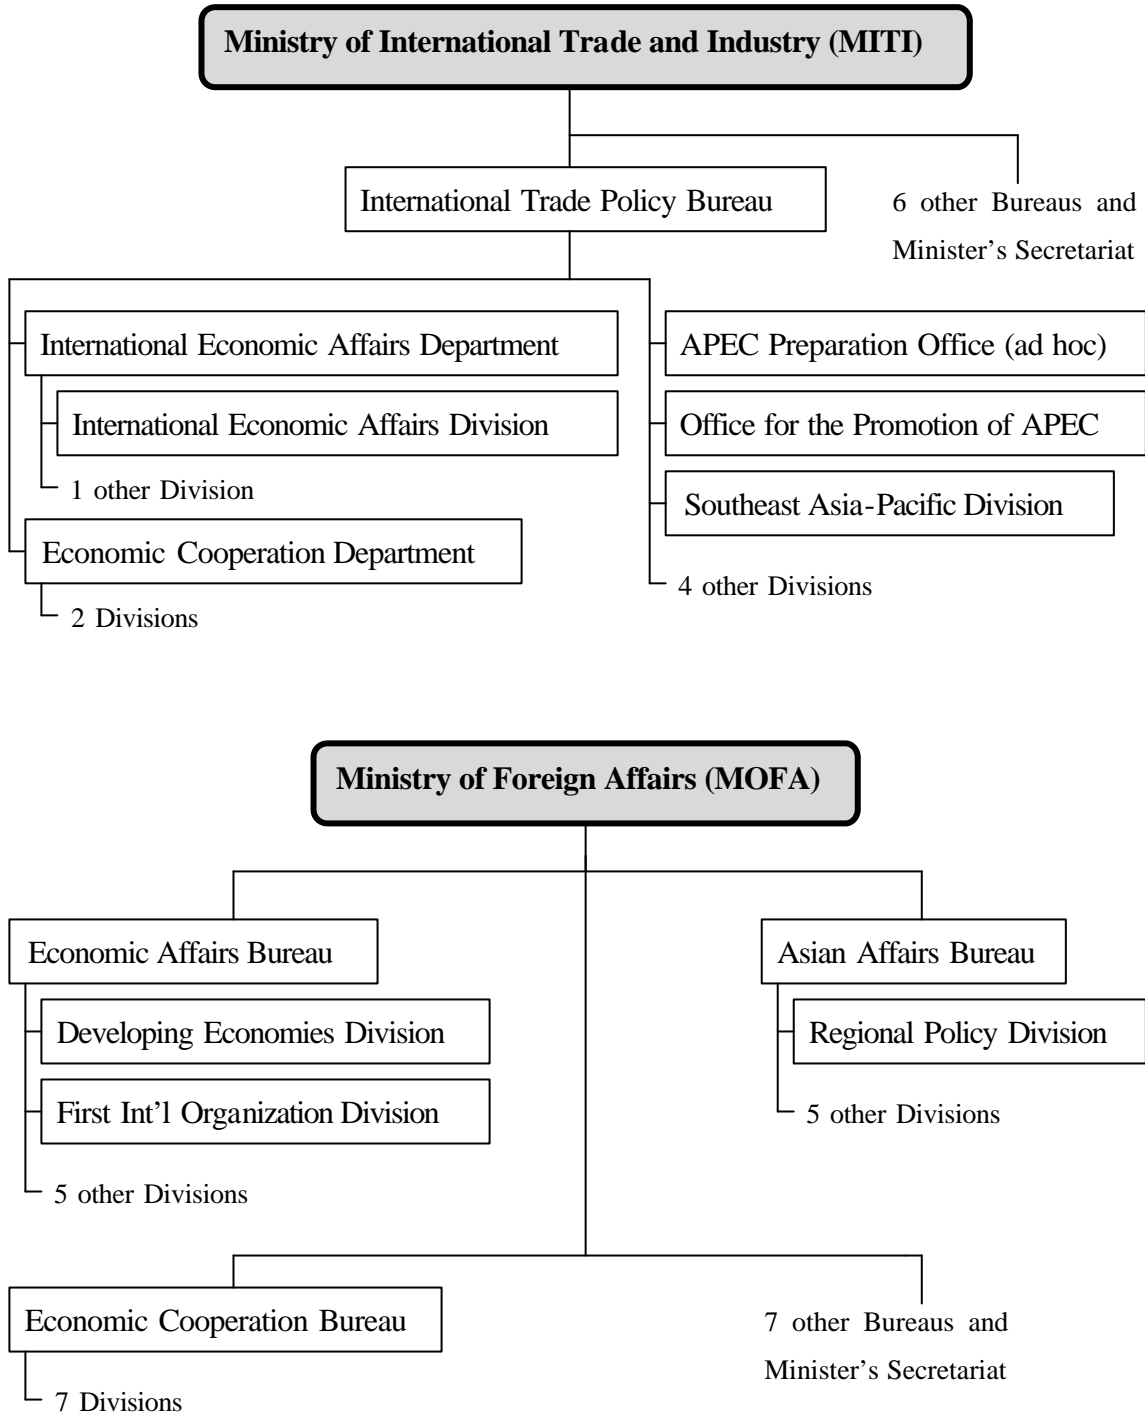 Ministry of International Trade and Industry (MITI)
International Trade Policy Bureau
6 other Bureaus and
Minister’s Secretariat
International Economic Affairs Department
International Economic Affairs Division
1 other Division
Economic Cooperation Department
2 Divisions
APEC Preparation Office (ad hoc)
Office for the Promotion of APEC
Southeast Asia-Pacific Division
4 other Divisions
Ministry of Foreign Affairs (MOFA)
Economic Affairs Bureau
Developing Economies Division
First Int’l Organization Division
5 other Divisions
Asian Affairs Bureau
Regional Policy Division
5 other Divisions
Economic Cooperation Bureau
7 Divisions
7 other Bureaus and
Minister’s Secretariat